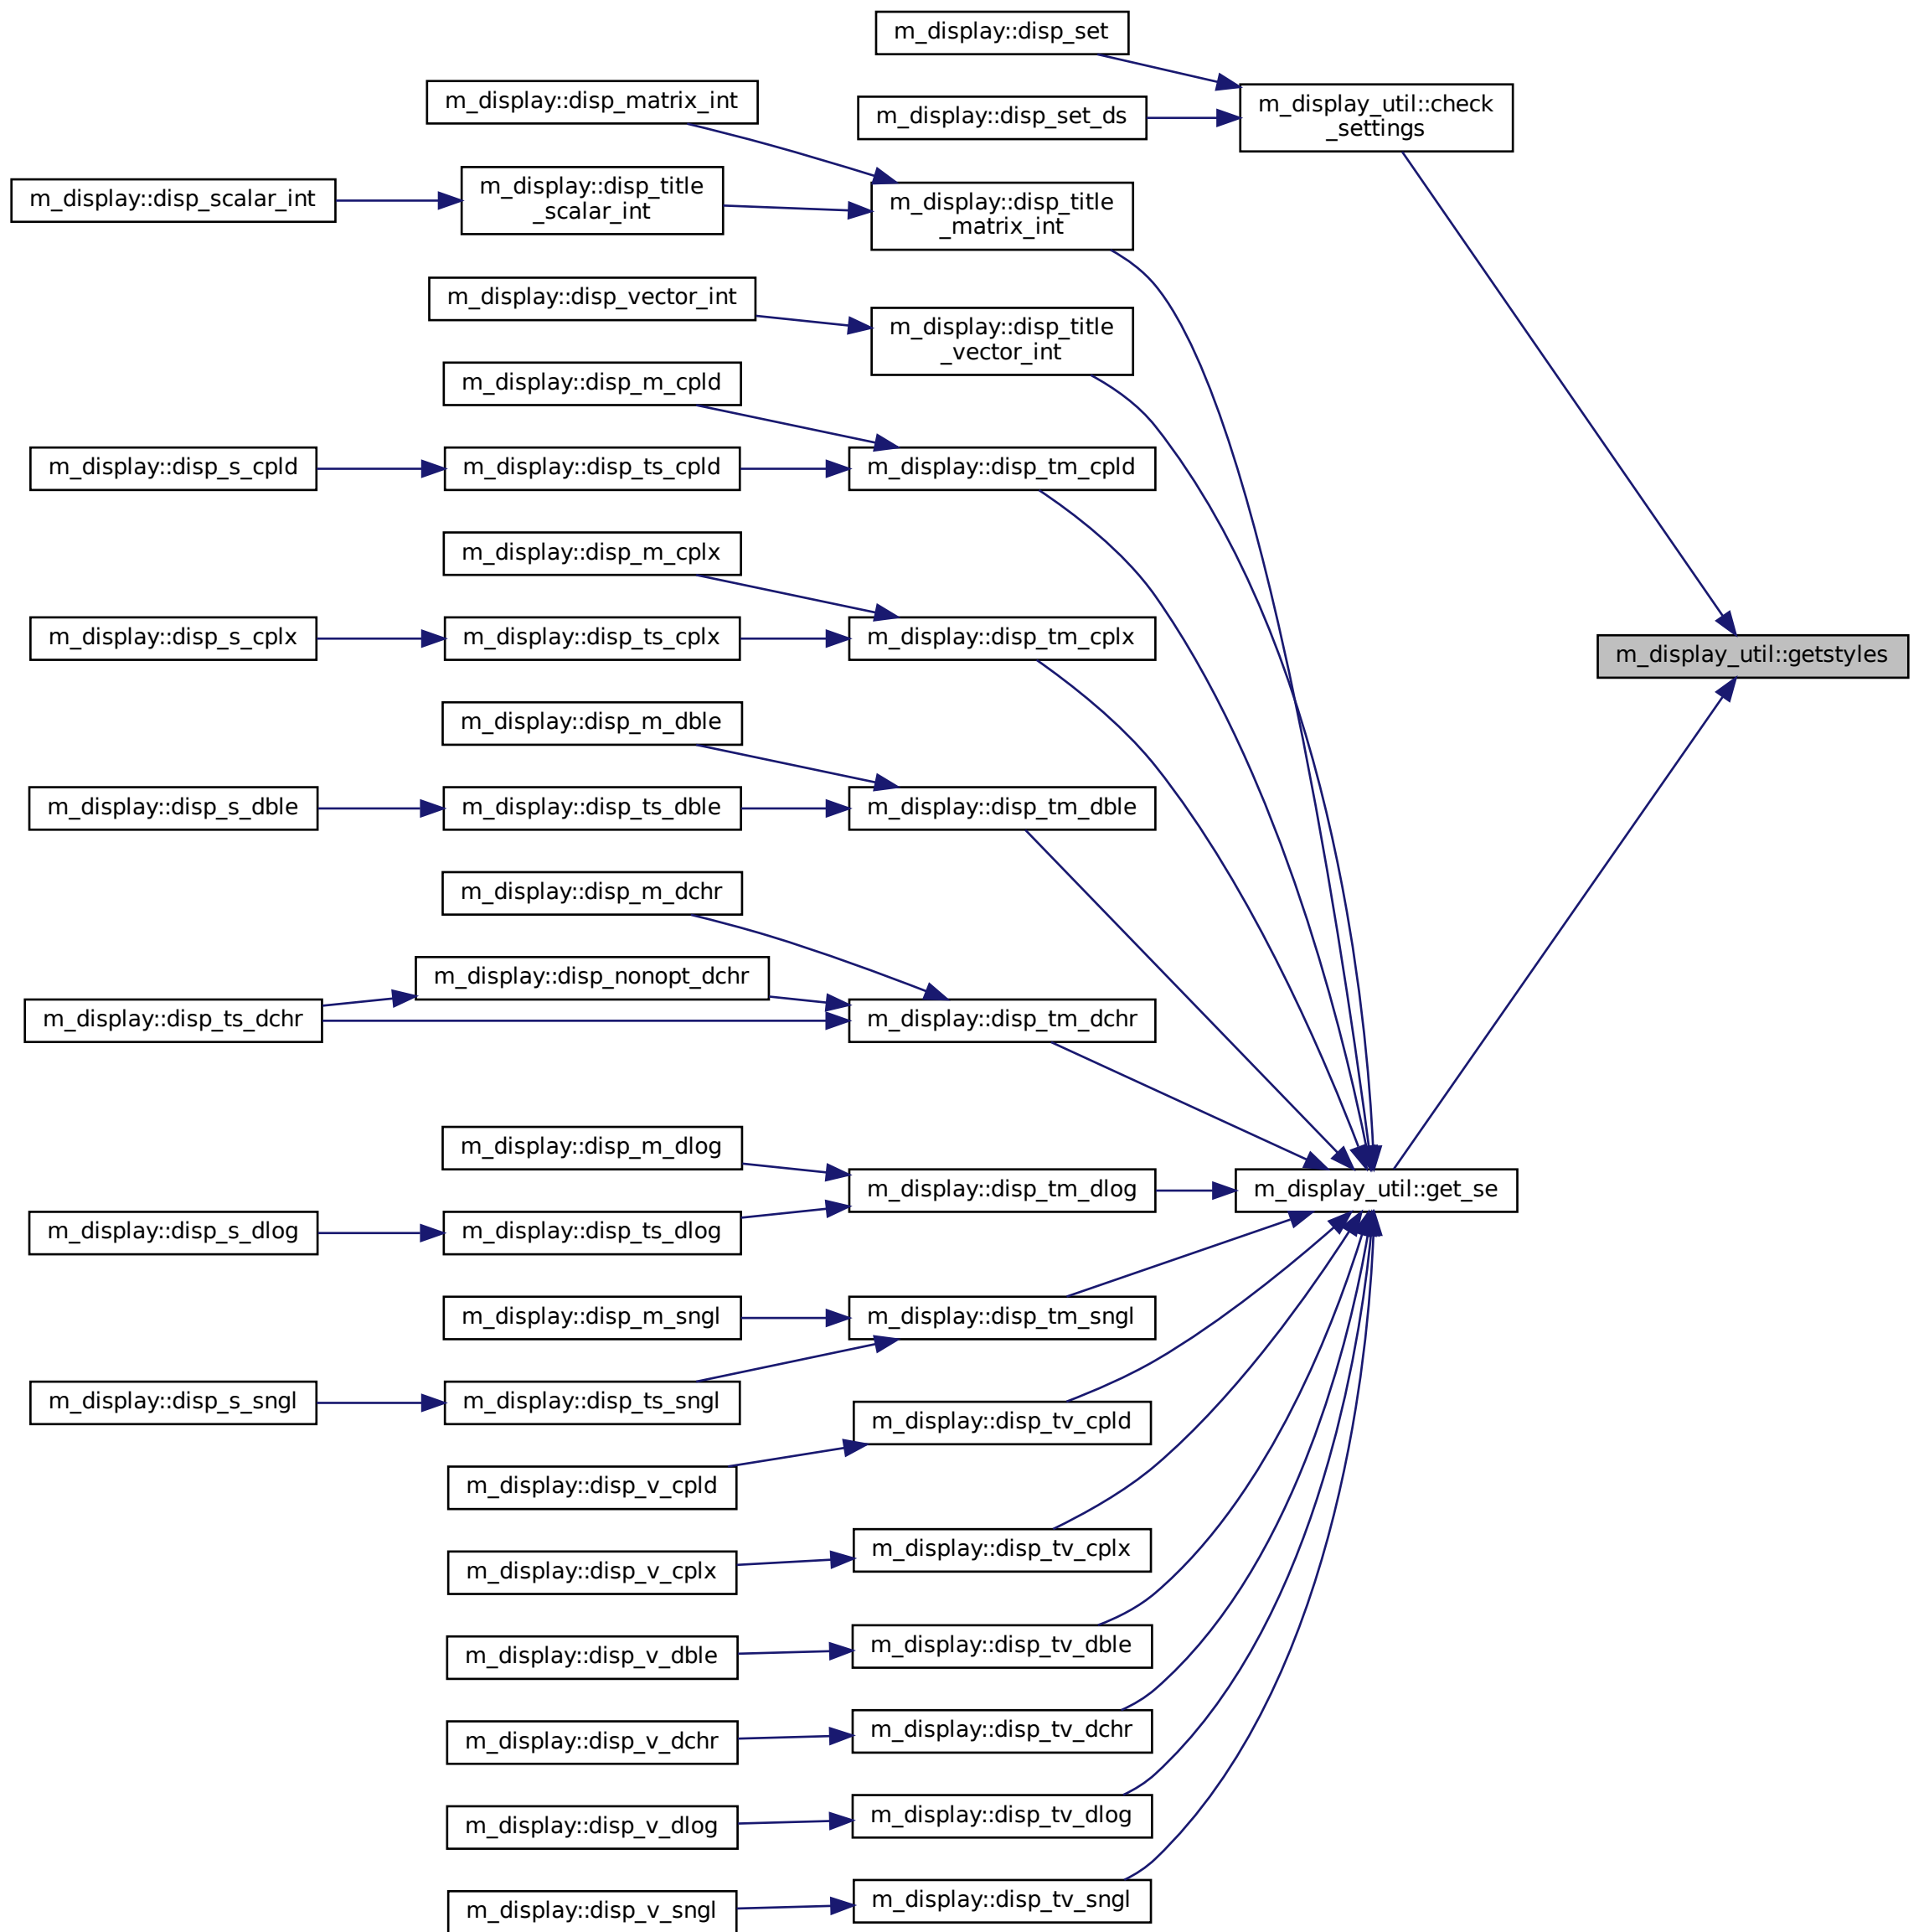 m_display::disp_set
m_display::disp_matrix_int
m_display_util::check
_settings
m_display::disp_set_ds
m_display::disp_scalar_int
m_display::disp_title
_scalar_int
m_display::disp_title
_matrix_int
m_display::disp_vector_int
m_display::disp_title
_vector_int
m_display::disp_m_cpld
m_display::disp_s_cpld
m_display::disp_ts_cpld
m_display::disp_tm_cpld
m_display::disp_m_cplx
m_display::disp_s_cplx
m_display::disp_ts_cplx
m_display::disp_tm_cplx
m_display_util::getstyles
m_display::disp_m_dble
m_display::disp_s_dble
m_display::disp_ts_dble
m_display::disp_tm_dble
m_display::disp_m_dchr
m_display::disp_nonopt_dchr
m_display::disp_ts_dchr
m_display::disp_tm_dchr
m_display::disp_m_dlog
m_display::disp_tm_dlog
m_display_util::get_se
m_display::disp_s_dlog
m_display::disp_ts_dlog
m_display::disp_m_sngl
m_display::disp_tm_sngl
m_display::disp_s_sngl
m_display::disp_ts_sngl
m_display::disp_tv_cpld
m_display::disp_v_cpld
m_display::disp_tv_cplx
m_display::disp_v_cplx
m_display::disp_tv_dble
m_display::disp_v_dble
m_display::disp_tv_dchr
m_display::disp_v_dchr
m_display::disp_tv_dlog
m_display::disp_v_dlog
m_display::disp_tv_sngl
m_display::disp_v_sngl